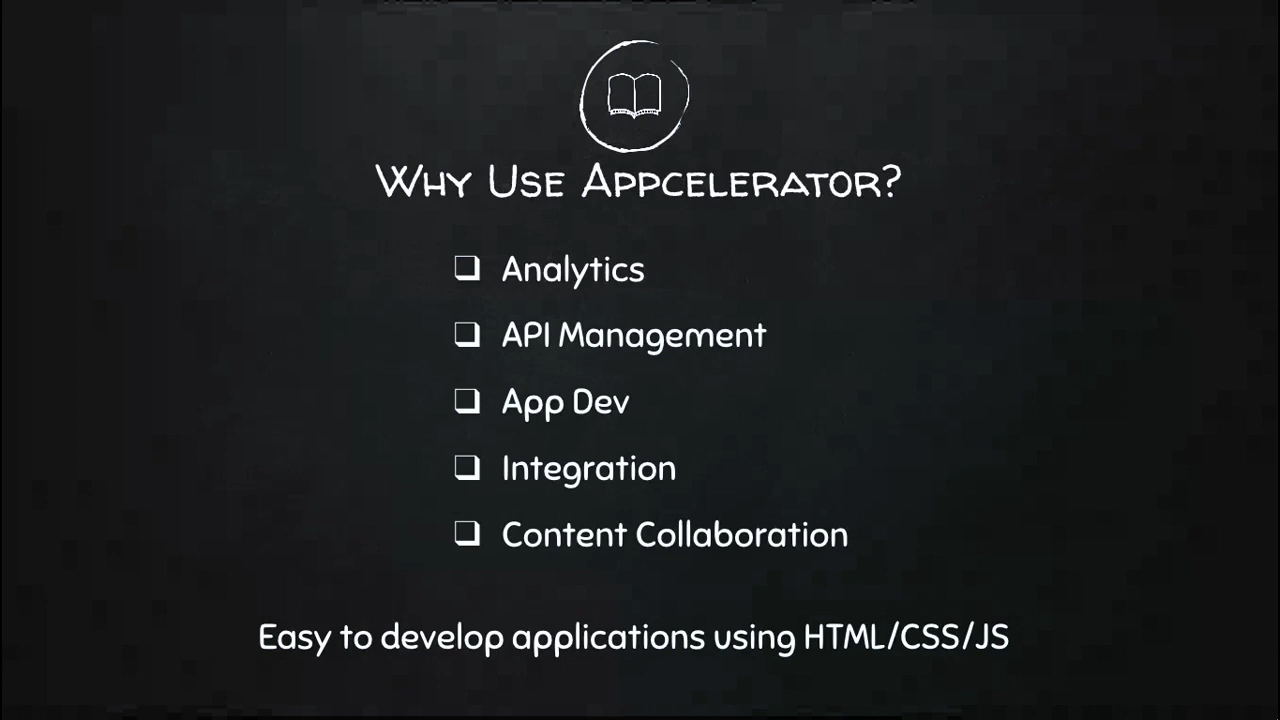 Why Use Appcelerator?
❑ Analytics
❑ API Management
❑ App Dev
❑ Integration
❑ Content Collaboration
Easy to develop applications using HTML/CSS/JS